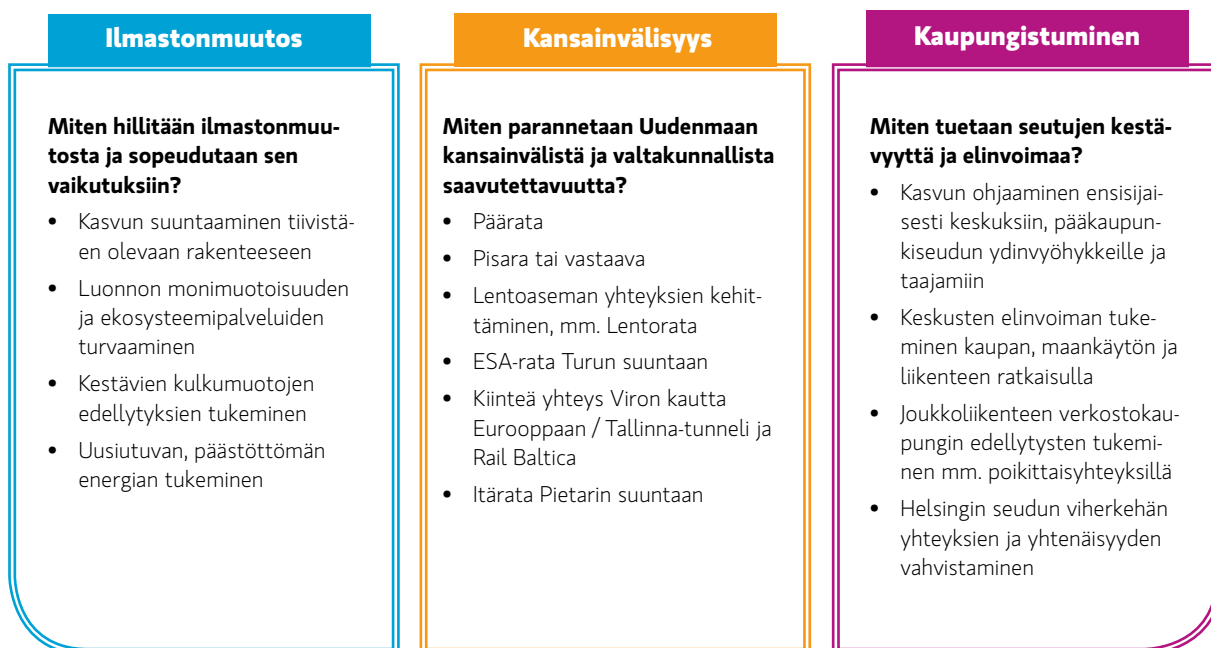 Ilmastonmuutos
Miten hillitään ilmastonmuu-
tosta ja sopeudutaan sen
vaikutuksiin?
• Kasvun suuntaaminen tiivistä-
en olevaan rakenteeseen
• Luonnon monimuotoisuuden
ja ekosysteemipalveluiden
turvaaminen
• Kestävien kulkumuotojen
edellytyksien tukeminen
• Uusiutuvan, päästöttömän
energian tukeminen
Kansainvälisyys
Miten parannetaan Uudenmaan
kansainvälistä ja valtakunnallista
saavutettavuutta?
• Päärata
• Pisara tai vastaava
• Lentoaseman yhteyksien kehit-
täminen, mm. Lentorata
• ESA-rata Turun suuntaan
• Kiinteä yhteys Viron kautta
Eurooppaan / Tallinna-tunneli ja
Rail Baltica
• Itärata Pietarin suuntaan
Kaupungistuminen
Miten tuetaan seutujen kestä-
vyyttä ja elinvoimaa?
• Kasvun ohjaaminen ensisijai-
sesti keskuksiin, pääkaupun-
kiseudun ydinvyöhykkeille ja
taajamiin
• Keskusten elinvoiman tuke-
minen kaupan, maankäytön ja
liikenteen ratkaisulla
• Joukkoliikenteen verkostokau-
pungin edellytysten tukemi-
nen mm. poikittaisyhteyksillä
• Helsingin seudun viherkehän
yhteyksien ja yhtenäisyyden
vahvistaminen